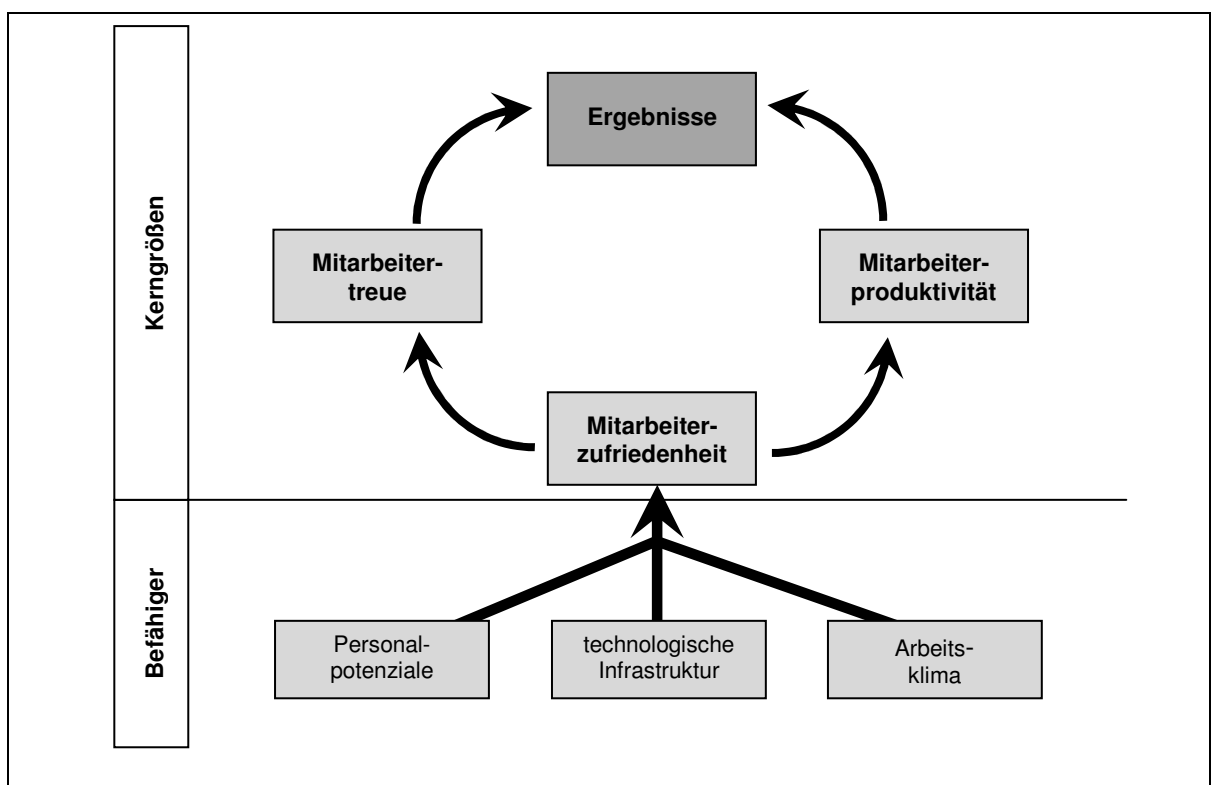 Kerngrößen
Ergebnisse
Mitarbeiter-
treue
Mitarbeiter-
produktivität
Mitarbeiter-
zufriedenheit
Befähiger
Personal-
potenziale
technologische
Infrastruktur
Arbeits-
klima